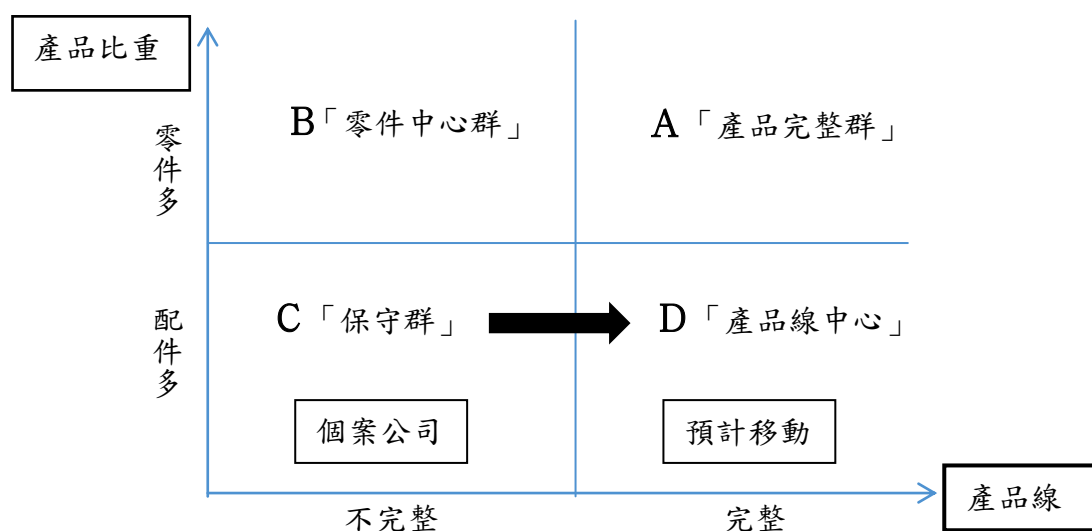 產品比重
零件多
B「零件中心群」
A「產品完整群」
配件多
C「保守群」
D「產品線中心」
個案公司
預計移動
產品線
不完整
完整